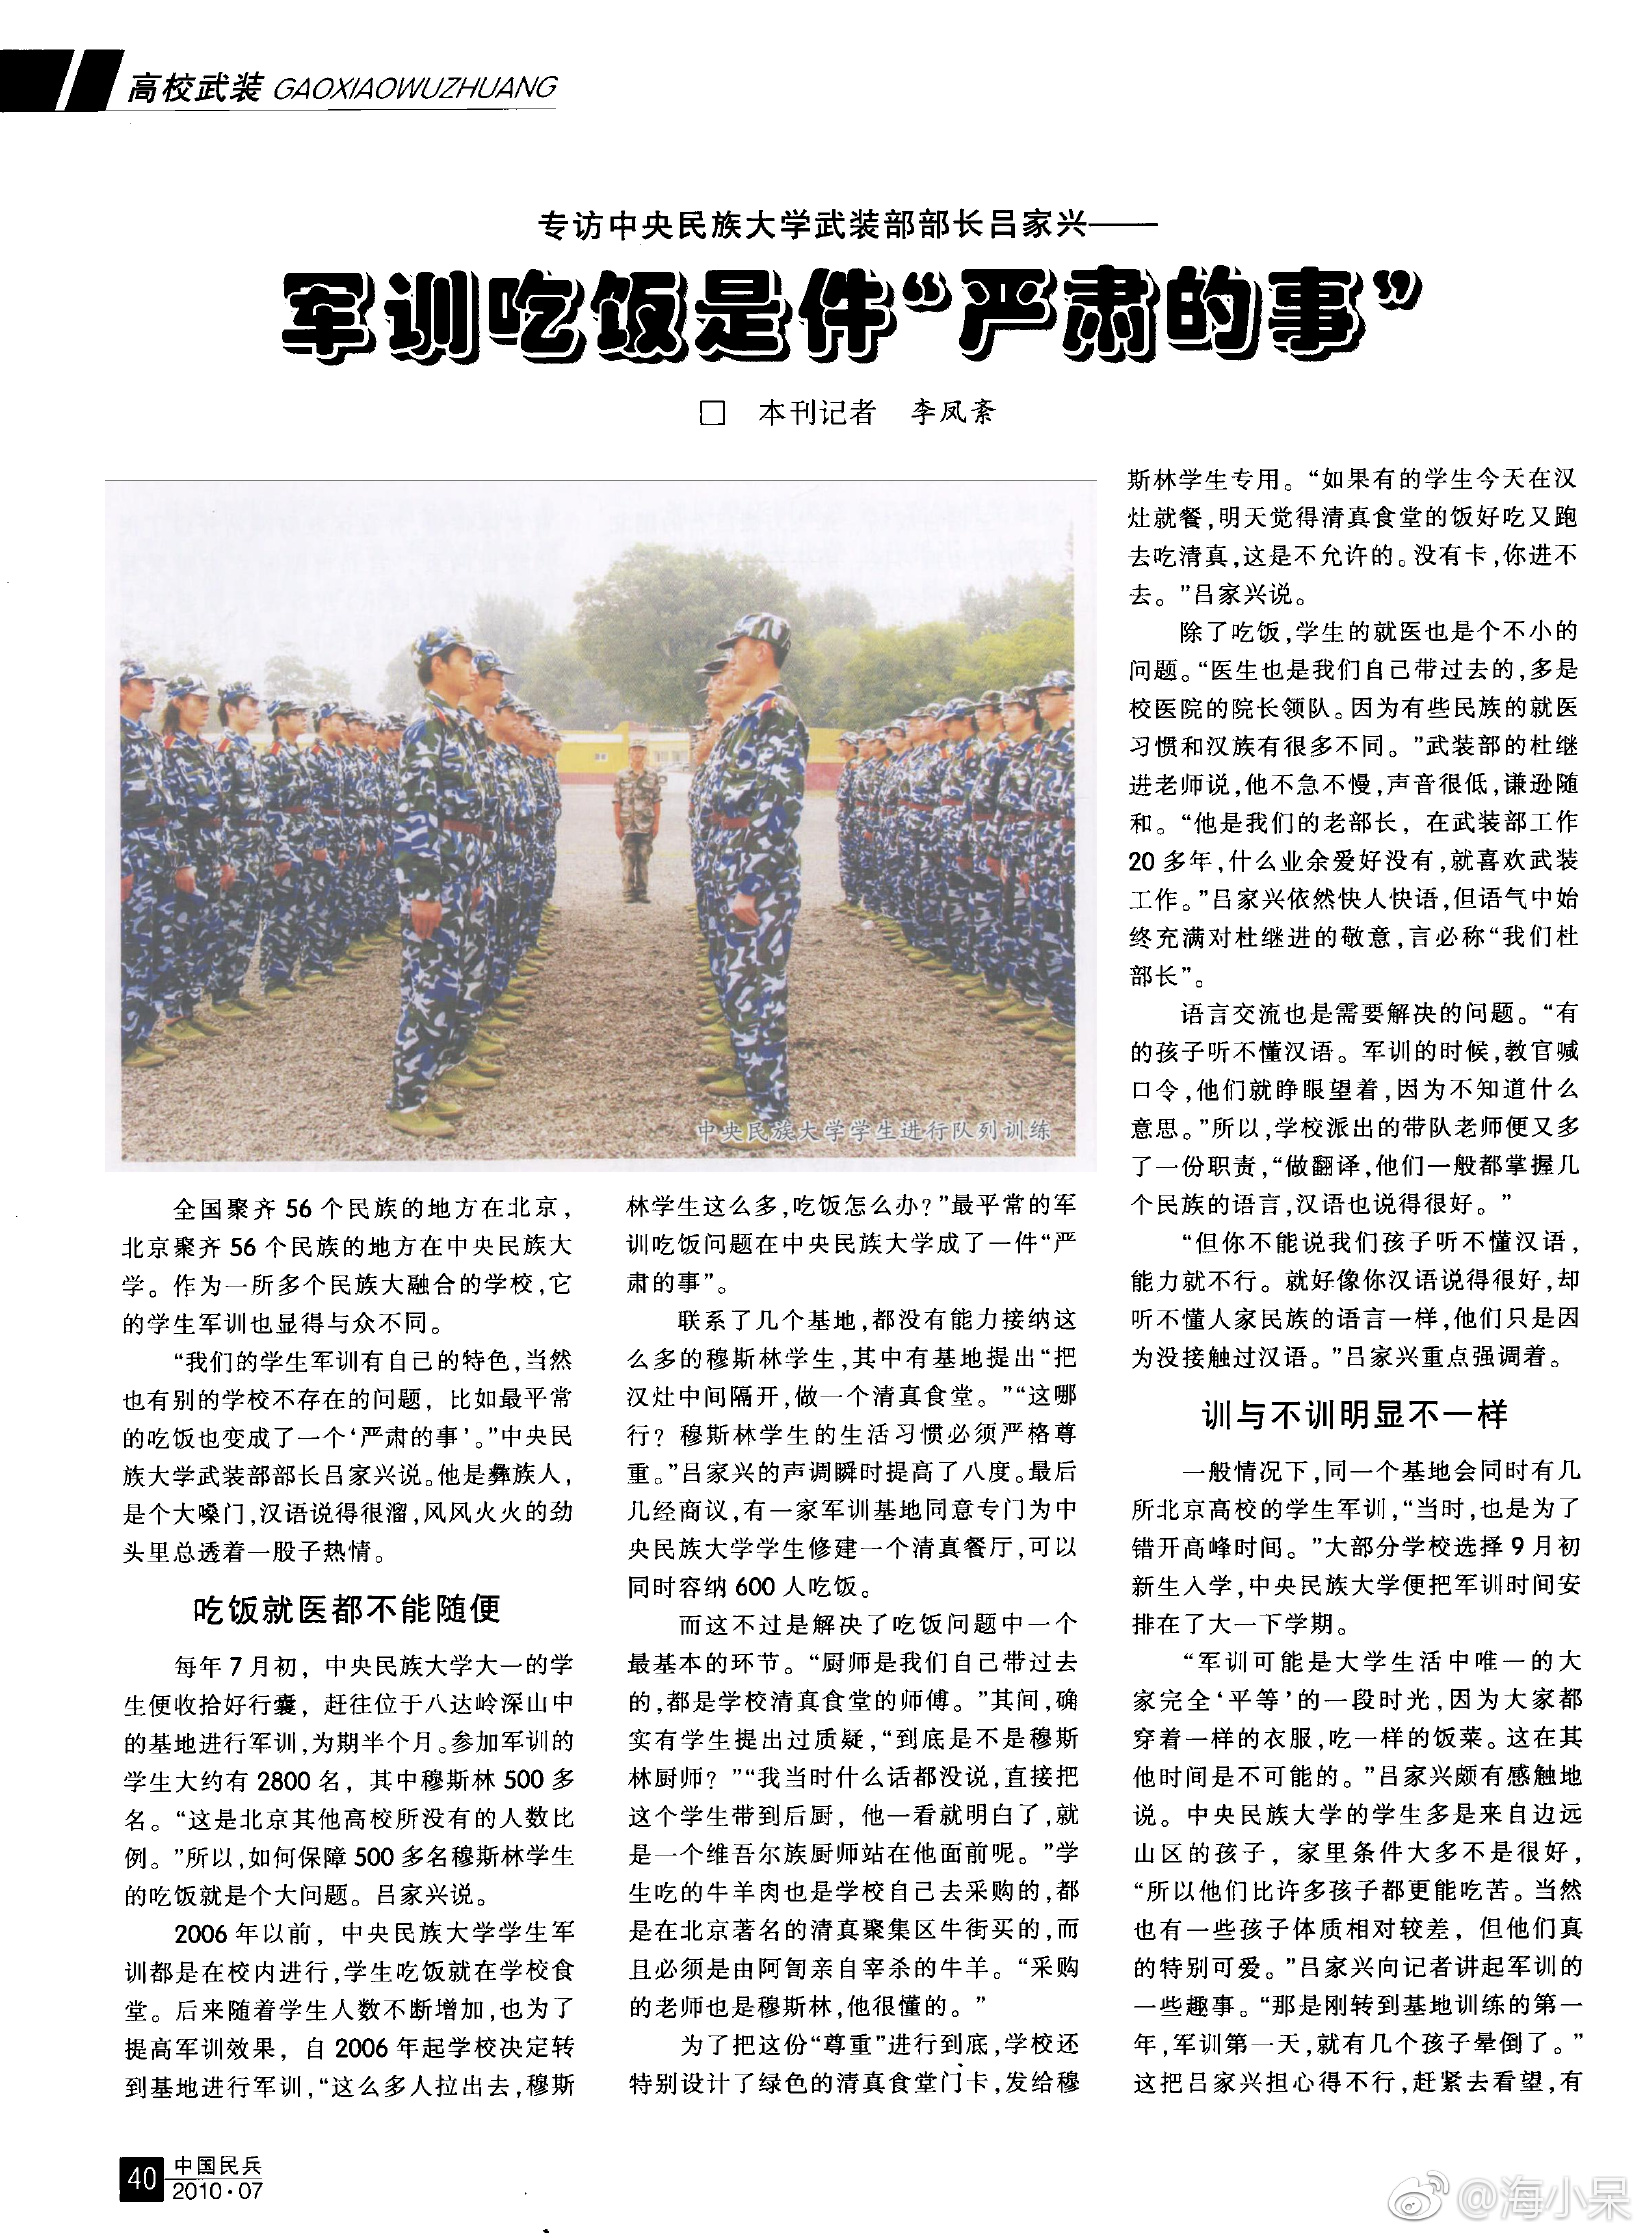 高校武装 GAOXIAOWUZHUANG
专访中央民族大学武装部部长吕家兴——
军训吃饭是件“严肃的事”
□ 本刊记者 李凤紊
中央民族大学学生进行队列训练
全国聚齐 56 个民族的地方在北京，
北京聚齐 56 个民族的地方在中央民族大
学。作为一所多个民族大融合的学校，它
的学生军训也显得与众不同。
“我们的学生军训有自己的特色，当然
也有别的学校不存在的问题，比如最平常
的吃饭也变成了一个‘严肃的事’。”中央民
族大学武装部部长吕家兴说。他是彝族人，
是个大嗓门，汉语说得很溜，风风火火的劲
头里总透着一股子热情。
吃饭就医都不能随便
每年 7 月初，中央民族大学大一的学
生便收拾好行囊，赶往位于八达岭深山中
的基地进行军训，为期半个月。参加军训的
学生大约有 2800 名，其中穆斯林 500 多
名。“这是北京其他高校所没有的人数比
例。”所以，如何保障 500 多名穆斯林学生
的吃饭就是个大问题。吕家兴说。
2006 年以前，中央民族大学学生军
训都是在校内进行，学生吃饭就在学校食
堂。后来随着学生人数不断增加，也为了
提高军训效果，自 2006 年起学校决定转
到基地进行军训，“这么多人拉出去，穆斯
林学生这么多，吃饭怎么办？”最平常的军
训吃饭问题在中央民族大学成了一件“严
肃的事”。
联系了几个基地，都没有能力接纳这
么多的穆斯林学生，其中有基地提出“把
汉灶中间隔开，做一个清真食堂。”“这哪
行？穆斯林学生的生活习惯必须严格尊
重。”吕家兴的声调瞬时提高了八度。最后
几经商议，有一家军训基地同意专门为中
央民族大学学生修建一个清真餐厅，可以
同时容纳 600 人吃饭。
而这不过是解决了吃饭问题中一个
最基本的环节。“厨师是我们自己带过去
的，都是学校清真食堂的师傅。”其间，确
实有学生提出过质疑，“到底是不是穆斯
林厨师？”“我当时什么话都没说，直接把
这个学生带到后厨，他一看就明白了，就
是一个维吾尔族厨师站在他面前呢。”学
生吃的牛羊肉也是学校自己去采购的，都
是在北京著名的清真聚集区牛街买的，而
且必须是由阿訇亲自宰杀的牛羊。“采购
的老师也是穆斯林，他很懂的。”
为了把这份“尊重”进行到底，学校还
特别设计了绿色的清真食堂门卡，发给穆
斯林学生专用。“如果有的学生今天在汉
灶就餐，明天觉得清真食堂的饭好吃又跑
去吃清真，这是不允许的。没有卡，你进不
去。”吕家兴说。
除了吃饭，学生的就医也是个不小的
问题。“医生也是我们自己带过去的，多是
校医院的院长领队。因为有些民族的就医
习惯和汉族有很多不同。”武装部的杜继
进老师说，他不急不慢，声音很低，谦逊随
和。“他是我们的老部长，在武装部工作
20 多年，什么业余爱好没有，就喜欢武装
工作。”吕家兴依然快人快语，但语气中始
终充满对杜继进的敬意，言必称“我们杜
部长”。
语言交流也是需要解决的问题。“有
的孩子听不懂汉语。军训的时候，教官喊
口令，他们就睁眼望着，因为不知道什么
意思。”所以，学校派出的带队老师便又多
了一份职责，“做翻译，他们一般都掌握几
个民族的语言，汉语也说得很好。”
“但你不能说我们孩子听不懂汉语，
能力就不行。就好像你汉语说得很好，却
听不懂人家民族的语言一样，他们只是因
为没接触过汉语。”吕家兴重点强调着。
训与不训明显不一样
一般情况下，同一个基地会同时有几
所北京高校的学生军训，“当时，也是为了
错开高峰时间。”大部分学校选择 9 月初
新生入学，中央民族大学便把军训时间安
排在了大一下学期。
“军训可能是大学生活中唯一的大
家完全‘平等’的一段时光，因为大家都
穿着一样的衣服，吃一样的饭菜。这在其
他时间是不可能的。”吕家兴颇有感触地
说。中央民族大学的学生多是来自边远
山区的孩子，家里条件大多不是很好，
“所以他们比许多孩子都更能吃苦。当然
也有一些孩子体质相对较差，但他们真
的特别可爱。”吕家兴向记者讲起军训的
一些趣事。“那是刚转到基地训练的第一
年，军训第一天，就有几个孩子晕倒了。”
这把吕家兴担心得不行，赶紧去看望，有
40 中国民兵
2010·07
@海小呆